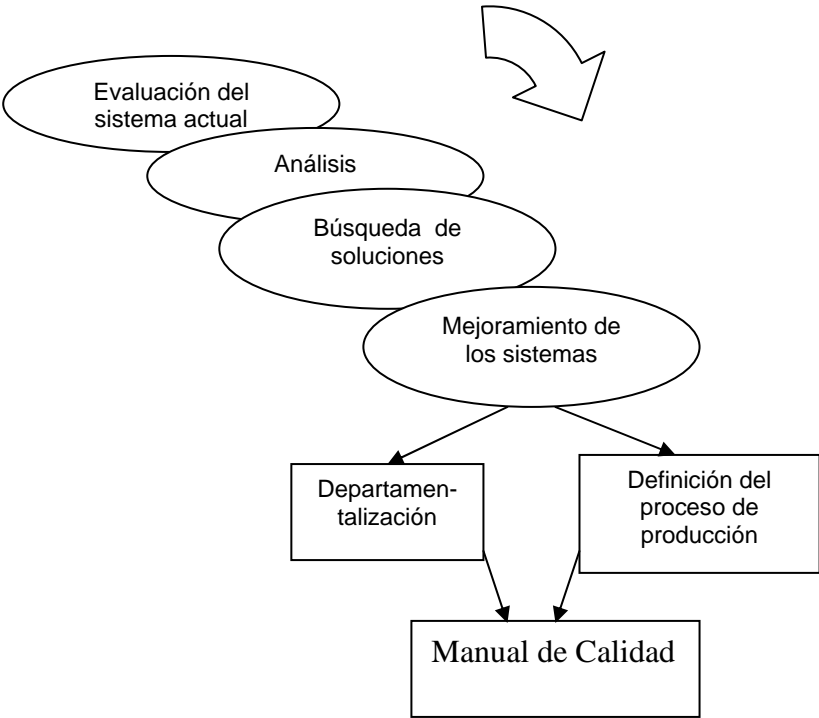 Evaluación del
sistema actual
Análisis
Búsqueda de
soluciones
Mejoramiento de
los sistemas
Departamen-
talización
Definición del
proceso de
producción
Manual de Calidad